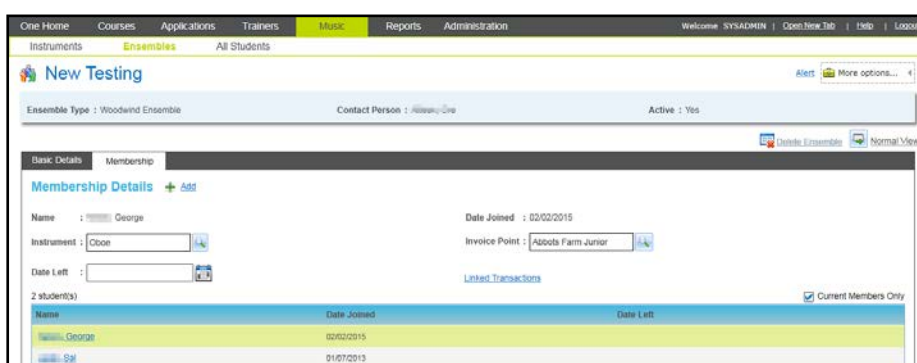 One Home Courses Applications Trainers Music Reports Administration Welcome SYSADMIN | Open New Tab | Help | Logout
Instruments Ensembles All Students
New Testing Alert More options...
Ensemble Type : Woodwind Ensemble Contact Person : Active : Yes
Delete Ensemble Normal View
Basic Details Membership
Membership Details Add
Name : George Date Joined : 02/02/2015
Instrument : Oboe Invoice Point : Abbots Farm Junior
Date Left : Linked Transactions
2 student(s) Current Members Only
Name Date Joined Date Left
George 02/02/2015
Sal 01/07/2013